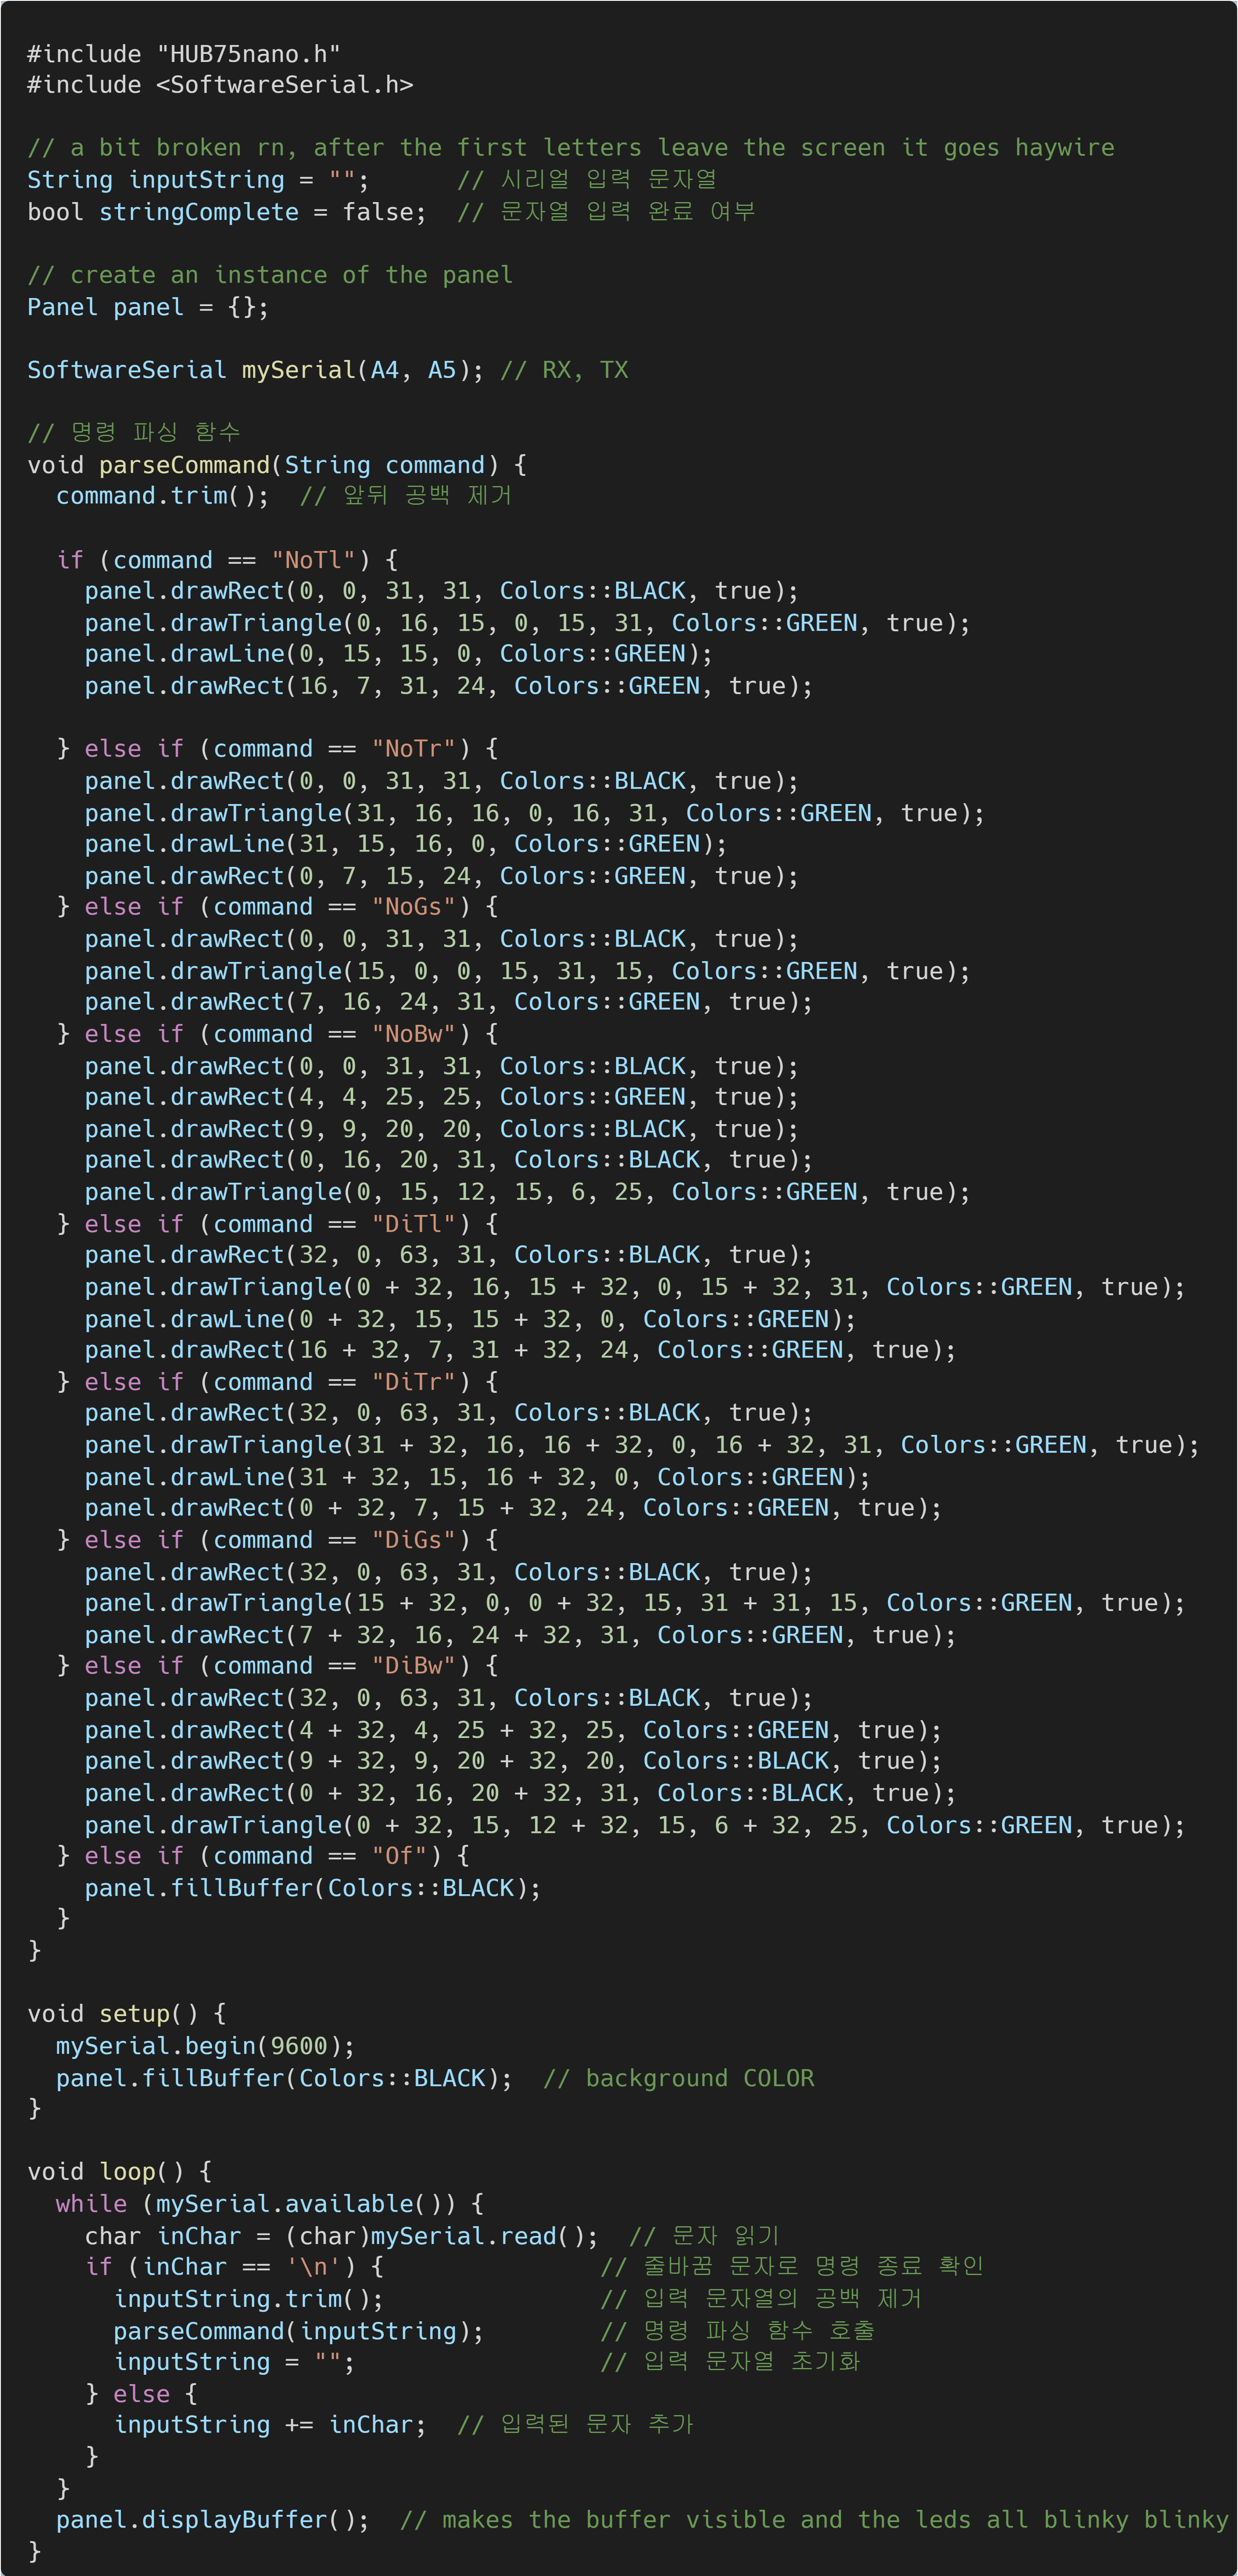 #include "HUB75nano.h"
#include <SoftwareSerial.h>

// a bit broken rn, after the first letters leave the screen it goes haywire
String inputString = "";      // 시리얼 입력 문자열
bool stringComplete = false;  // 문자열 입력 완료 여부

// create an instance of the panel
Panel panel = {};

SoftwareSerial mySerial(A4, A5); // RX, TX

// 명령 파싱 함수
void parseCommand(String command) {
  command.trim();  // 앞뒤 공백 제거

  if (command == "NoTl") {
    panel.drawRect(0, 0, 31, 31, Colors::BLACK, true);
    panel.drawTriangle(0, 16, 15, 0, 15, 31, Colors::GREEN, true);
    panel.drawLine(0, 15, 15, 0, Colors::GREEN);
    panel.drawRect(16, 7, 31, 24, Colors::GREEN, true);

  } else if (command == "NoTr") {
    panel.drawRect(0, 0, 31, 31, Colors::BLACK, true);
    panel.drawTriangle(31, 16, 16, 0, 16, 31, Colors::GREEN, true);
    panel.drawLine(31, 15, 16, 0, Colors::GREEN);
    panel.drawRect(0, 7, 15, 24, Colors::GREEN, true);
  } else if (command == "NoGs") {
    panel.drawRect(0, 0, 31, 31, Colors::BLACK, true);
    panel.drawTriangle(15, 0, 0, 15, 31, 15, Colors::GREEN, true);
    panel.drawRect(7, 16, 24, 31, Colors::GREEN, true);
  } else if (command == "NoBw") {
    panel.drawRect(0, 0, 31, 31, Colors::BLACK, true);
    panel.drawRect(4, 4, 25, 25, Colors::GREEN, true);
    panel.drawRect(9, 9, 20, 20, Colors::BLACK, true);
    panel.drawRect(0, 16, 20, 31, Colors::BLACK, true);
    panel.drawTriangle(0, 15, 12, 15, 6, 25, Colors::GREEN, true);
  } else if (command == "DiTl") {
    panel.drawRect(32, 0, 63, 31, Colors::BLACK, true);
    panel.drawTriangle(0 + 32, 16, 15 + 32, 0, 15 + 32, 31, Colors::GREEN, true);
    panel.drawLine(0 + 32, 15, 15 + 32, 0, Colors::GREEN);
    panel.drawRect(16 + 32, 7, 31 + 32, 24, Colors::GREEN, true);
  } else if (command == "DiTr") {
    panel.drawRect(32, 0, 63, 31, Colors::BLACK, true);
    panel.drawTriangle(31 + 32, 16, 16 + 32, 0, 16 + 32, 31, Colors::GREEN, true);
    panel.drawLine(31 + 32, 15, 16 + 32, 0, Colors::GREEN);
    panel.drawRect(0 + 32, 7, 15 + 32, 24, Colors::GREEN, true);
  } else if (command == "DiGs") {
    panel.drawRect(32, 0, 63, 31, Colors::BLACK, true);
    panel.drawTriangle(15 + 32, 0, 0 + 32, 15, 31 + 31, 15, Colors::GREEN, true);
    panel.drawRect(7 + 32, 16, 24 + 32, 31, Colors::GREEN, true);
  } else if (command == "DiBw") {
    panel.drawRect(32, 0, 63, 31, Colors::BLACK, true);
    panel.drawRect(4 + 32, 4, 25 + 32, 25, Colors::GREEN, true);
    panel.drawRect(9 + 32, 9, 20 + 32, 20, Colors::BLACK, true);
    panel.drawRect(0 + 32, 16, 20 + 32, 31, Colors::BLACK, true);
    panel.drawTriangle(0 + 32, 15, 12 + 32, 15, 6 + 32, 25, Colors::GREEN, true);
  } else if (command == "Of") {
    panel.fillBuffer(Colors::BLACK);
  }
}

void setup() {
  mySerial.begin(9600);
  panel.fillBuffer(Colors::BLACK);  // background COLOR
}

void loop() {
  while (mySerial.available()) {
    char inChar = (char)mySerial.read();  // 문자 읽기
    if (inChar == '\n') {               // 줄바꿈 문자로 명령 종료 확인
      inputString.trim();               // 입력 문자열의 공백 제거
      parseCommand(inputString);        // 명령 파싱 함수 호출
      inputString = "";                 // 입력 문자열 초기화
    } else {
      inputString += inChar;  // 입력된 문자 추가
    }
  }
  panel.displayBuffer();  // makes the buffer visible and the leds all blinky blinky
}